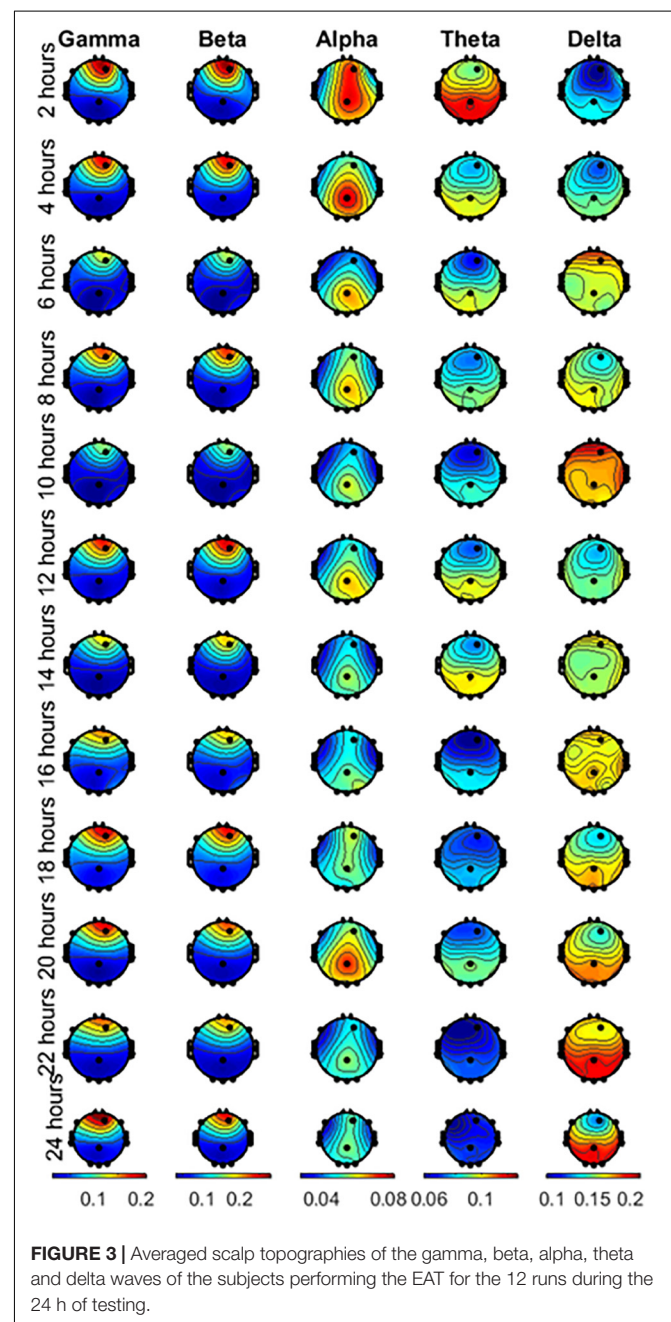 Gamma Beta Alpha Theta Delta
2 hours
4 hours
6 hours
8 hours
10 hours
12 hours
14 hours
16 hours
18 hours
20 hours
22 hours
24 hours
0.1 0.2 0.1 0.2 0.04 0.08 0.06 0.1 0.1 0.15 0.2
FIGURE 3 | Averaged scalp topographies of the gamma, beta, alpha, theta
and delta waves of the subjects performing the EAT for the 12 runs during the
24 h of testing.